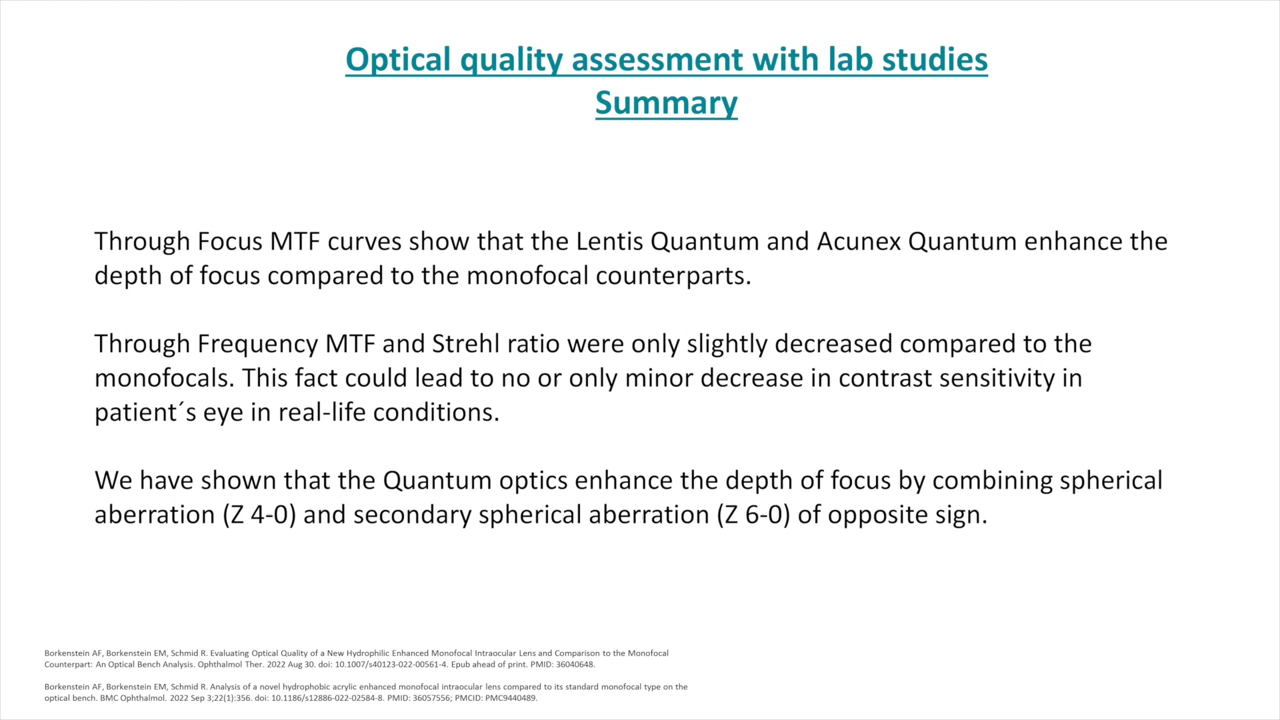 Optical quality assessment with lab studies
Summary
Through Focus MTF curves show that the Lentis Quantum and Acunex Quantum enhance the
depth of focus compared to the monofocal counterparts.
Through Frequency MTF and Strehl ratio were only slightly decreased compared to the
monofocals. This fact could lead to no or only minor decrease in contrast sensitivity in
patient´s eye in real-life conditions.
We have shown that the Quantum optics enhance the depth of focus by combining spherical
aberration (Z 4-0) and secondary spherical aberration (Z 6-0) of opposite sign.
Borkenstein AF, Borkenstein EM, Schmid R. Evaluating Optical Quality of a New Hydrophilic Enhanced Monofocal Intraocular Lens and Comparison to the Monofocal
Counterpart: An Optical Bench Analysis. Ophthalmol Ther. 2022 Aug 30. doi: 10.1007/s40123-022-00561-4. Epub ahead of print. PMID: 36040648.
Borkenstein AF, Borkenstein EM, Schmid R. Analysis of a novel hydrophobic acrylic enhanced monofocal intraocular lens compared to its standard monofocal type on the
optical bench. BMC Ophthalmol. 2022 Sep 3;22(1):356. doi: 10.1186/s12886-022-02584-8. PMID: 36057556; PMCID: PMC9440489.